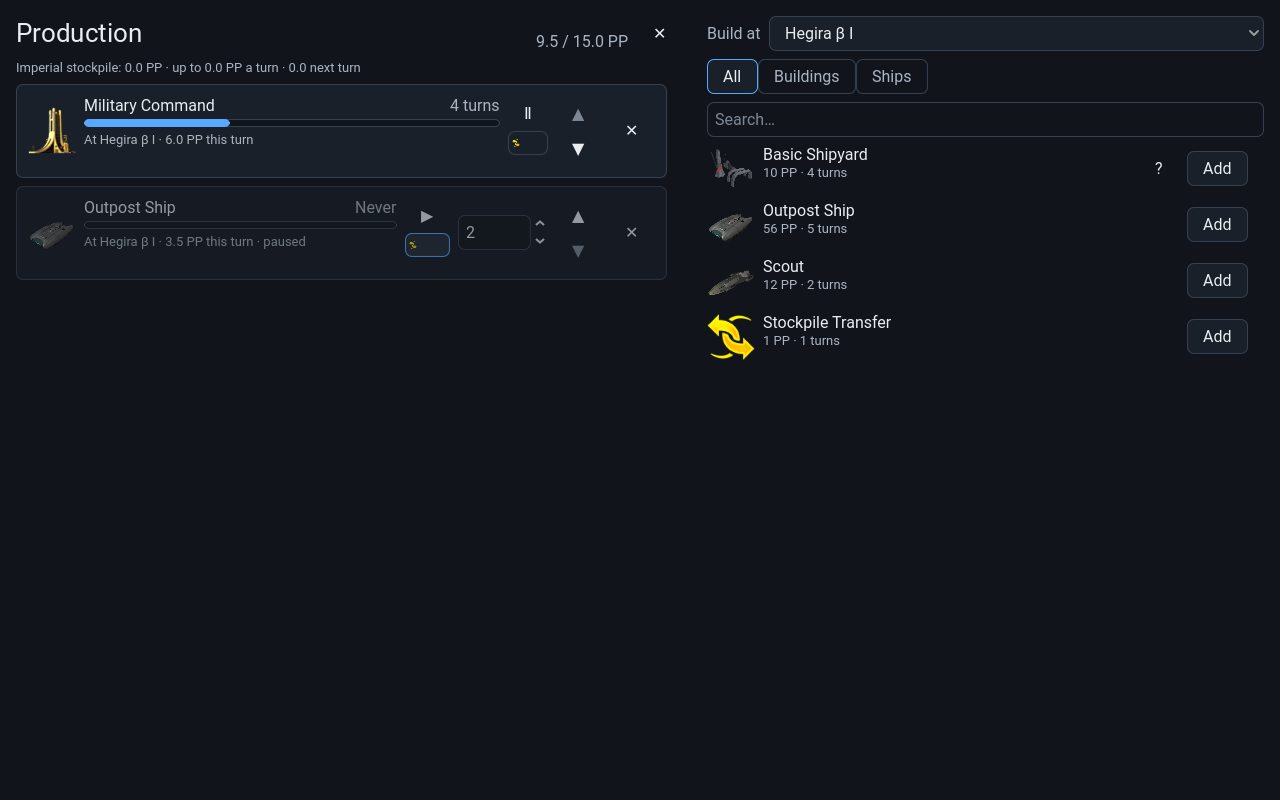 Production
9.5 / 15.0 PP
×
Imperial stockpile: 0.0 PP · up to 0.0 PP a turn · 0.0 next turn
Military Command
4 turns
At Hegira β I · 6.0 PP this turn
Outpost Ship
Never
At Hegira β I · 3.5 PP this turn · paused
2
Build at
Hegira β I
All
Buildings
Ships
Search…
Basic Shipyard
10 PP · 4 turns
?
Add
Outpost Ship
56 PP · 5 turns
Add
Scout
12 PP · 2 turns
Add
Stockpile Transfer
1 PP · 1 turns
Add